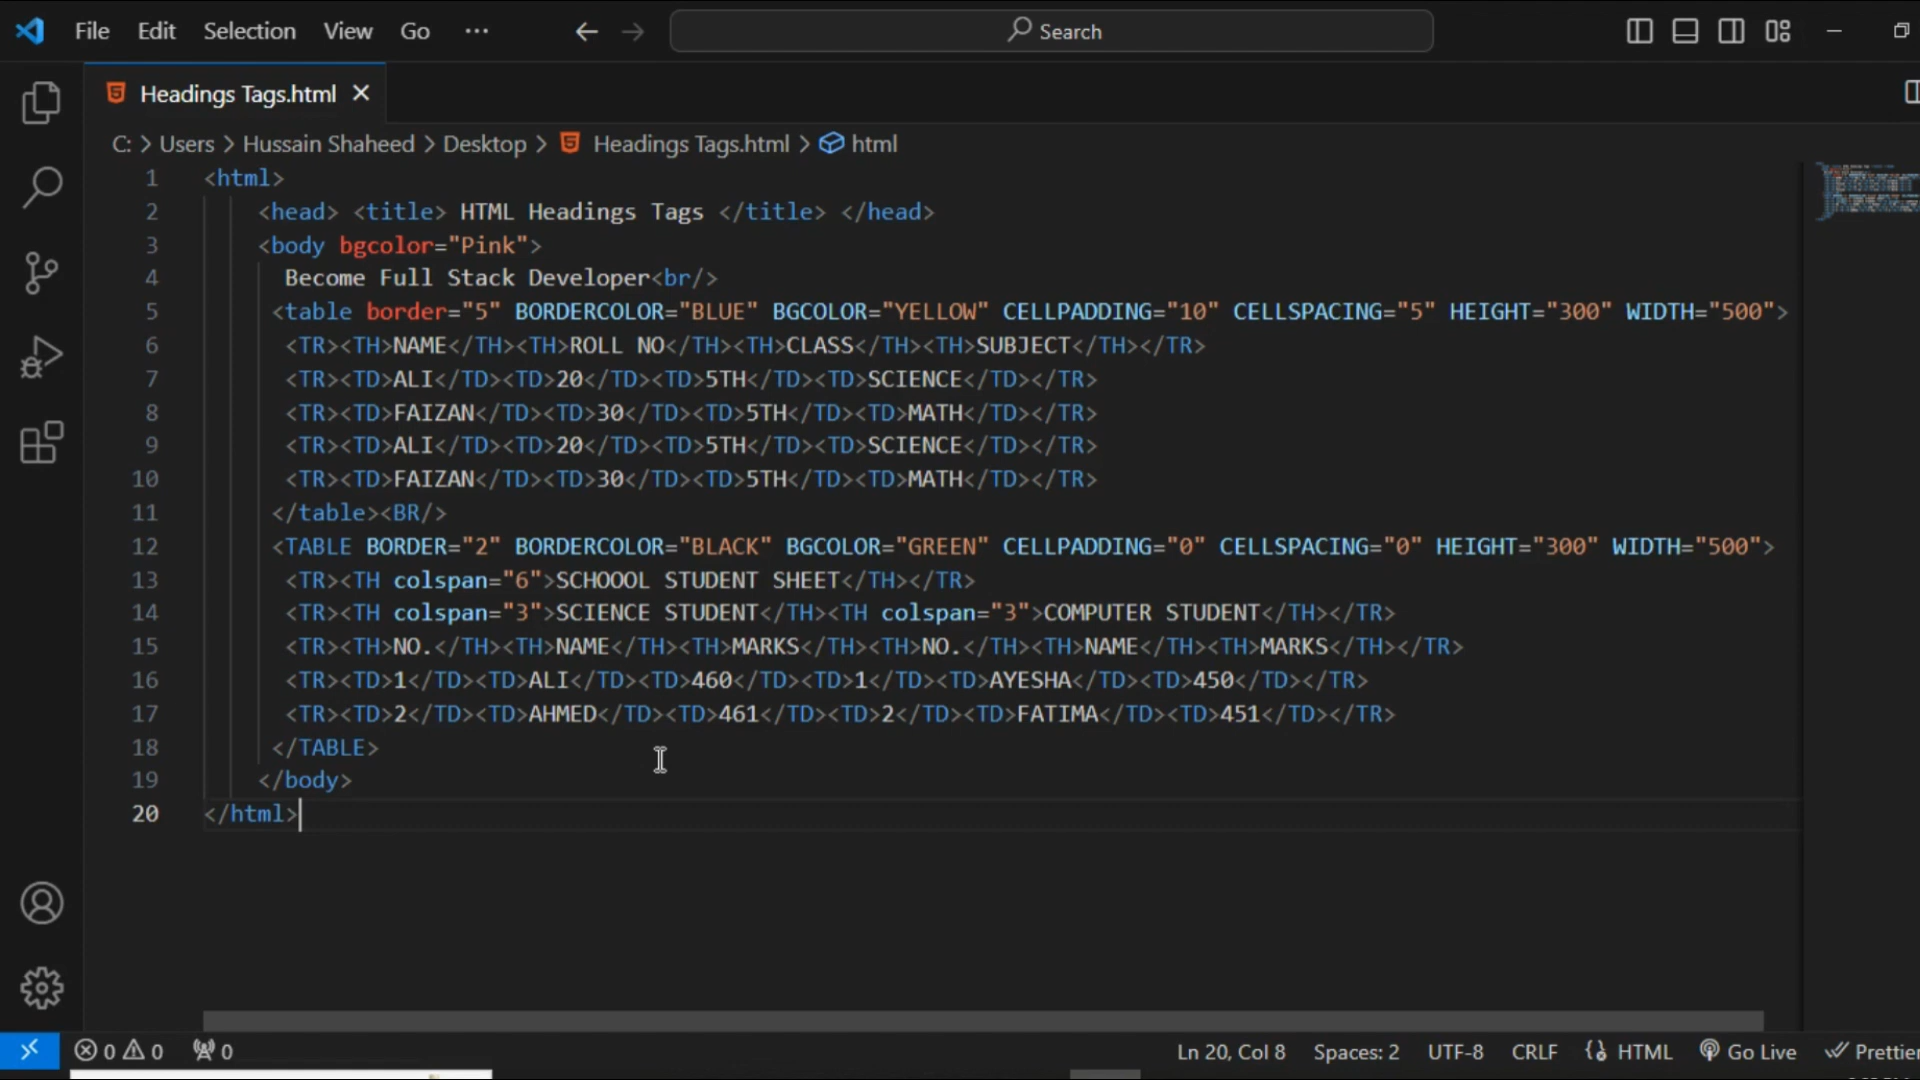 File Edit Selection View Go ··· Search
Headings Tags.html
C: > Users > Hussain Shaheed > Desktop > Headings Tags.html > html
1 <html>
2 <head> <title> HTML Headings Tags </title> </head>
3 <body bgcolor="Pink">
4 Become Full Stack Developer<br/>
5 <table border="5" BORDERCOLOR="BLUE" BGCOLOR="YELLOW" CELLPADDING="10" CELLSPACING="5" HEIGHT="300" WIDTH="500">
6 <TR><TH>NAME</TH><TH>ROLL NO</TH><TH>CLASS</TH><TH>SUBJECT</TH></TR>
7 <TR><TD>ALI</TD><TD>20</TD><TD>5TH</TD><TD>SCIENCE</TD></TR>
8 <TR><TD>FAIZAN</TD><TD>30</TD><TD>5TH</TD><TD>MATH</TD></TR>
9 <TR><TD>ALI</TD><TD>20</TD><TD>5TH</TD><TD>SCIENCE</TD></TR>
10 <TR><TD>FAIZAN</TD><TD>30</TD><TD>5TH</TD><TD>MATH</TD></TR>
11 </table><BR/>
12 <TABLE BORDER="2" BORDERCOLOR="BLACK" BGCOLOR="GREEN" CELLPADDING="0" CELLSPACING="0" HEIGHT="300" WIDTH="500">
13 <TR><TH colspan="6">SCHOOOL STUDENT SHEET</TH></TR>
14 <TR><TH colspan="3">SCIENCE STUDENT</TH><TH colspan="3">COMPUTER STUDENT</TH></TR>
15 <TR><TH>NO.</TH><TH>NAME</TH><TH>MARKS</TH><TH>NO.</TH><TH>NAME</TH><TH>MARKS</TH></TR>
16 <TR><TD>1</TD><TD>ALI</TD><TD>460</TD><TD>1</TD><TD>AYESHA</TD><TD>450</TD></TR>
17 <TR><TD>2</TD><TD>AHMED</TD><TD>461</TD><TD>2</TD><TD>FATIMA</TD><TD>451</TD></TR>
18 </TABLE>
19 </body>
20 </html>
0 0 0 Ln 20, Col 8 Spaces: 2 UTF-8 CRLF HTML Go Live Prettier